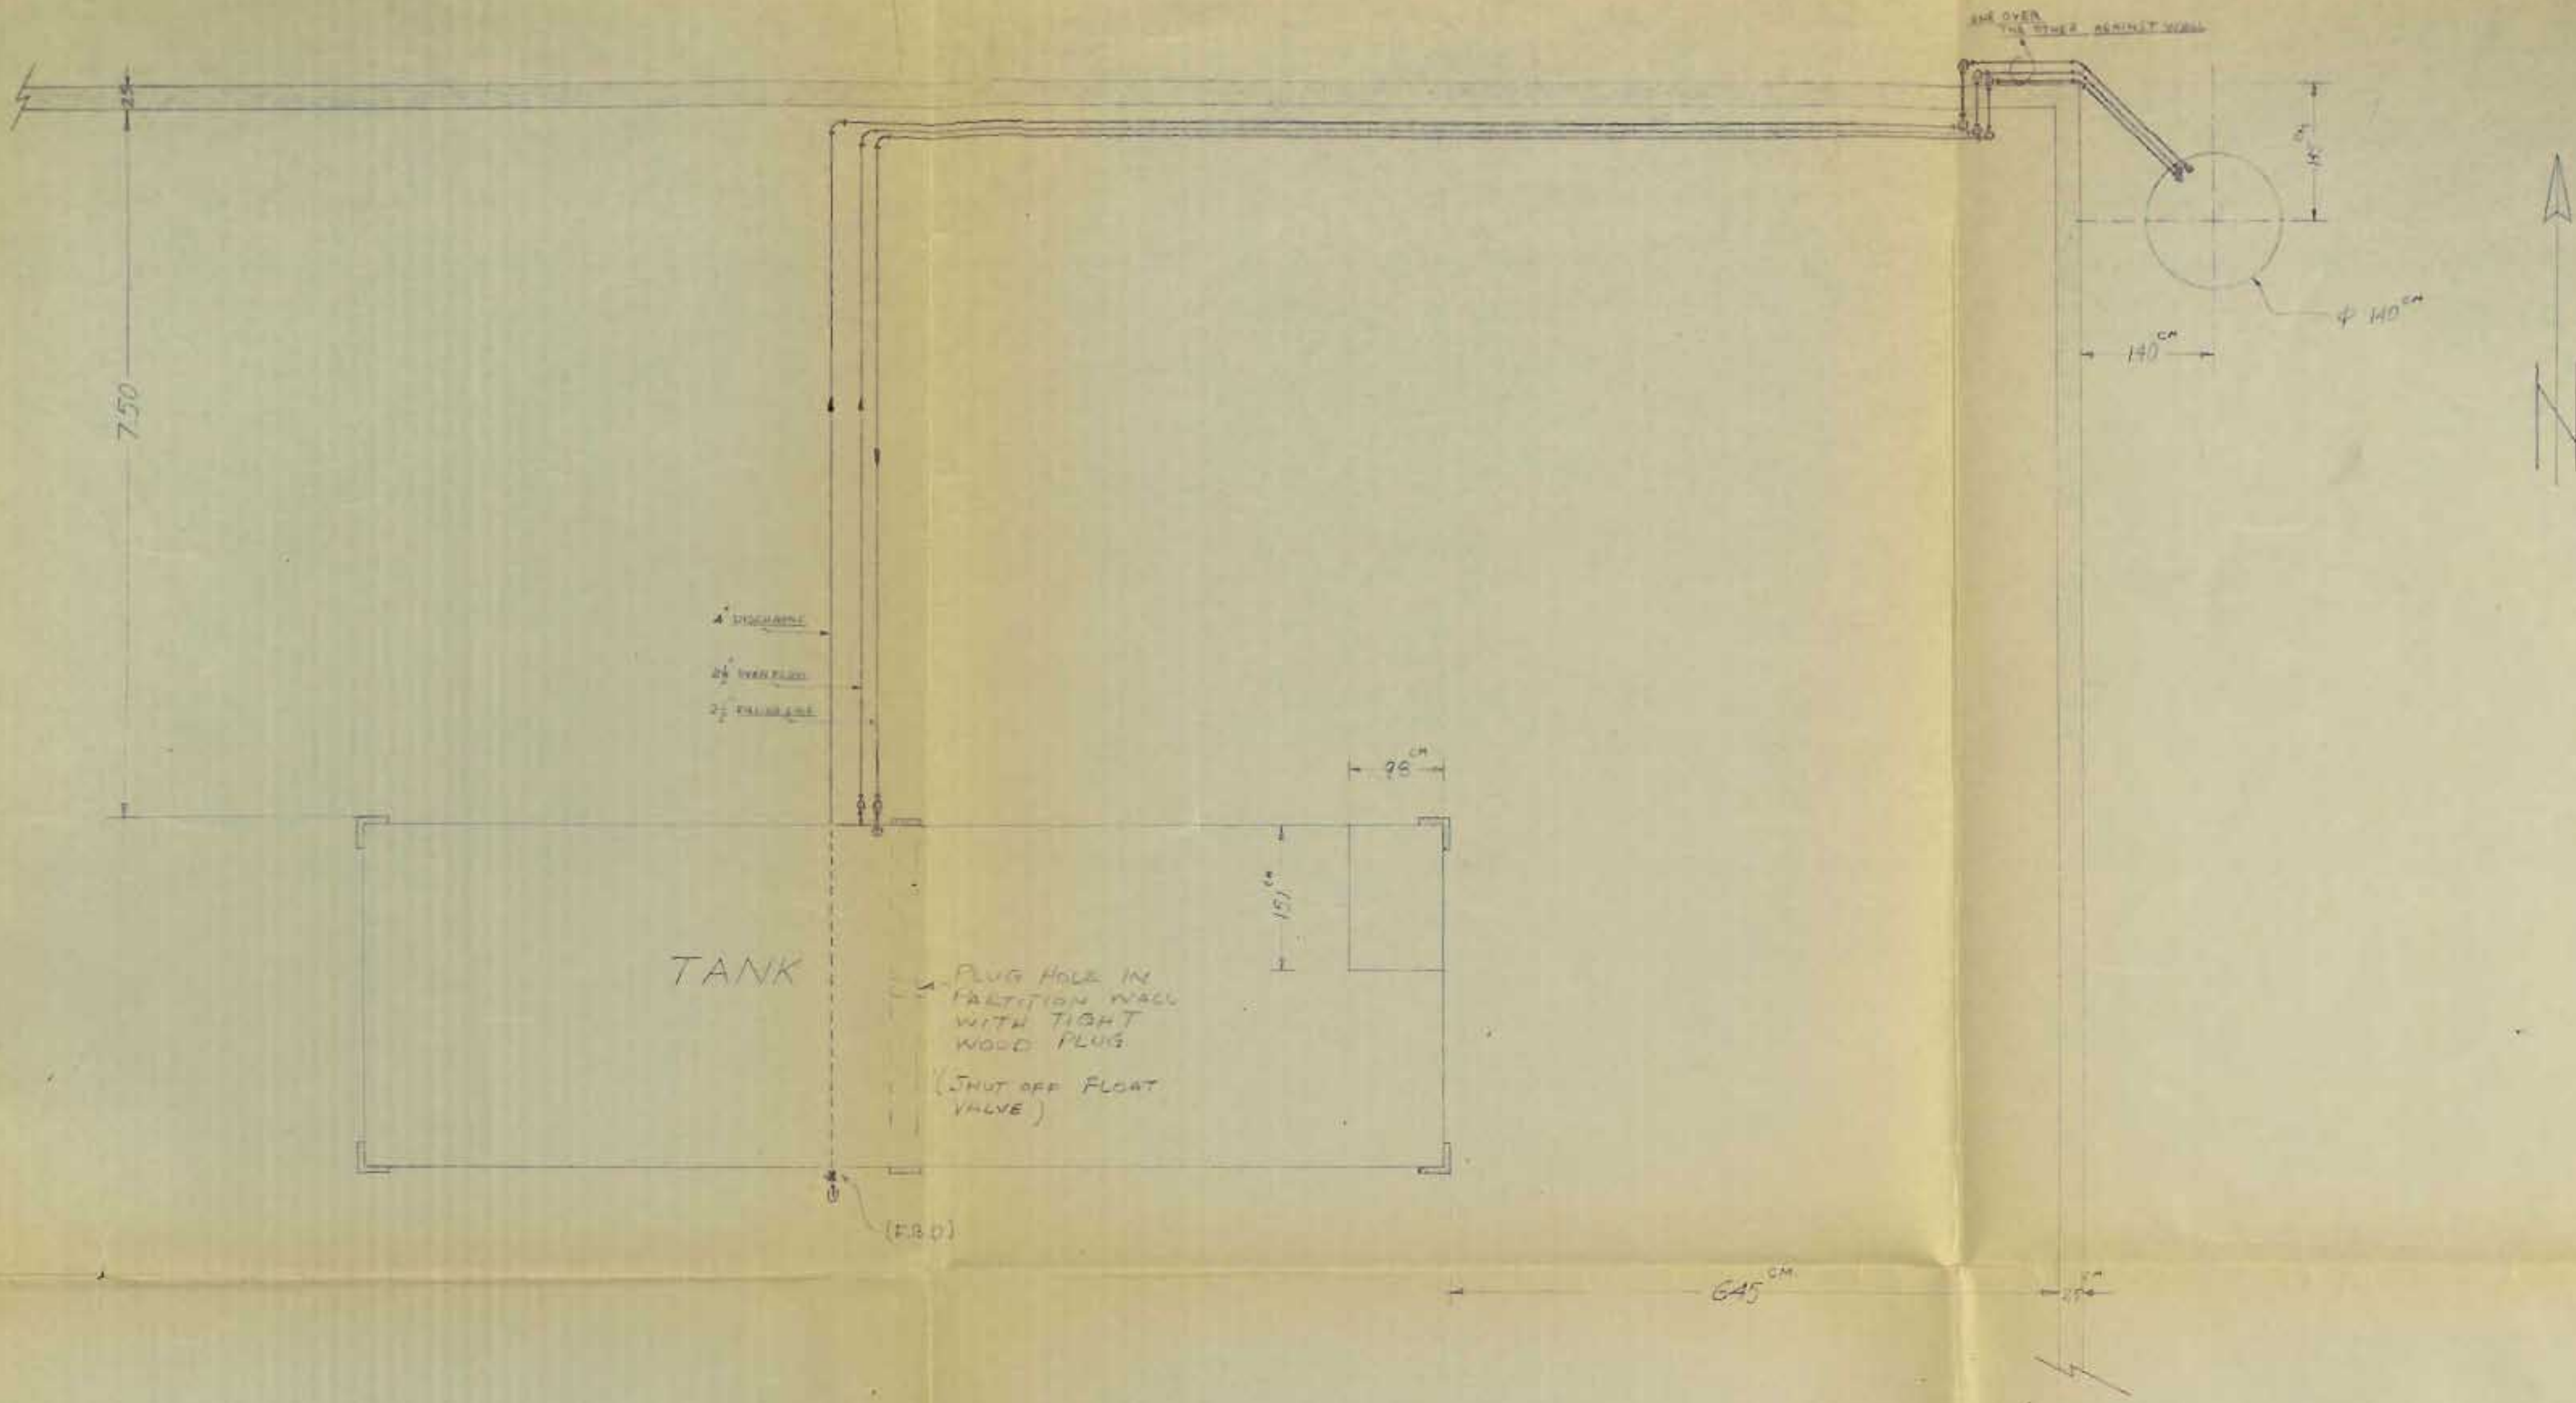 ONE OVER
THE OTHER AGAINST WALL
25
750
145 CM
Φ 140 CM
140 CM
N
4" DISCHARGE
2½" OVERFLOW
2½" FILLING LINE
98 CM
151 CM
TANK
PLUG HOLE IN
PARTITION WALL
WITH TIGHT
WOOD PLUG
(SHUT OFF FLOAT
VALVE)
645 CM
25 CM